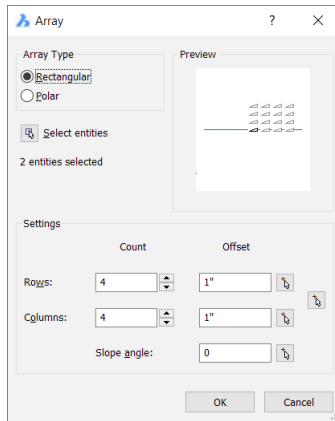 Array
? X
Array Type
Rectangular
Polar
Preview
Select entities
2 entities selected
Settings
Count Offset
Rows: 4 1"
Columns: 4 1"
Slope angle: 0
OK Cancel